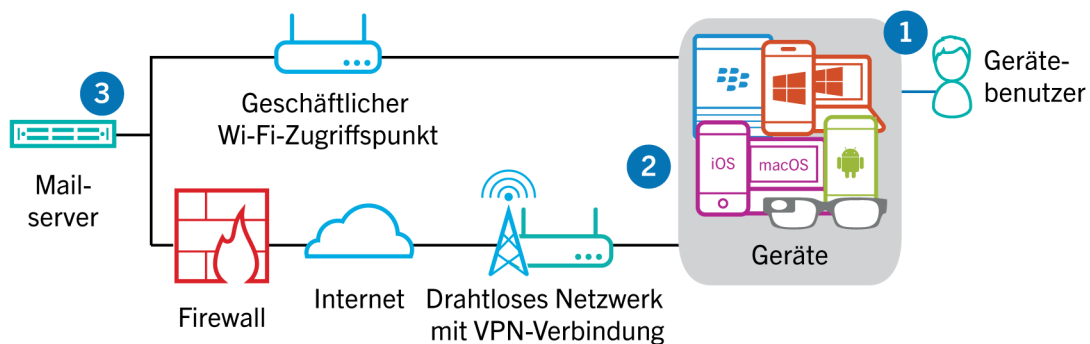 1
Geräte-
benutzer
3
Geschäftlicher
Wi-Fi-Zugriffspunkt
2
iOS
macOS
Mail-
server
Geräte
Firewall
Internet
Drahtloses Netzwerk
mit VPN-Verbindung